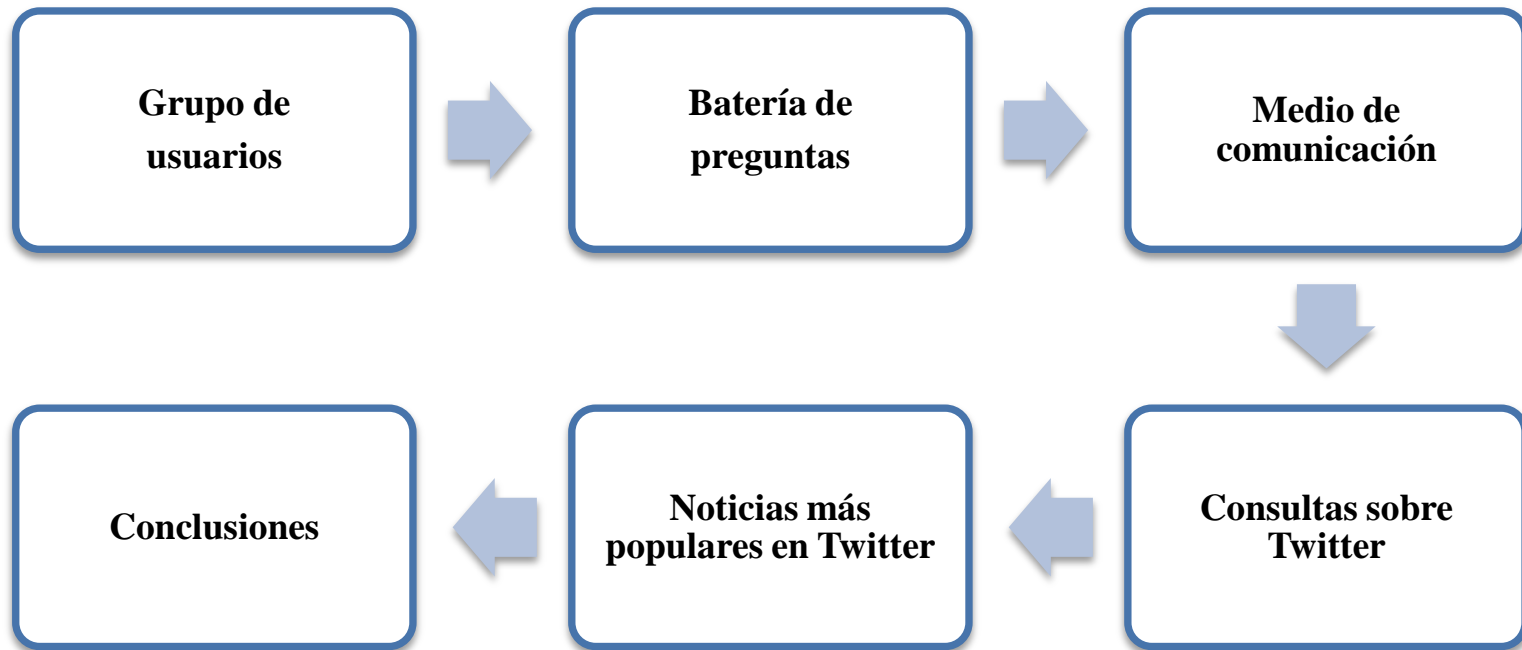 Grupo de
usuarios
Batería de
preguntas
Medio de
comunicación
Consultas sobre
Twitter
Noticias más
populares en Twitter
Conclusiones